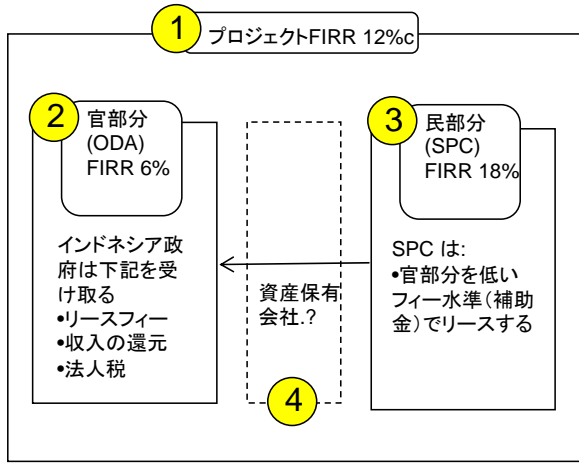 1
プロジェクトFIRR 12%c
2
官部分
(ODA)
FIRR 6%
インドネシア政
府は下記を受
け取る
•リースフィー
•収入の還元
•法人税
資産保有
会社.?
4
3
民部分
(SPC)
FIRR 18%
SPC は:
•官部分を低い
フィー水準(補助
金)でリースする